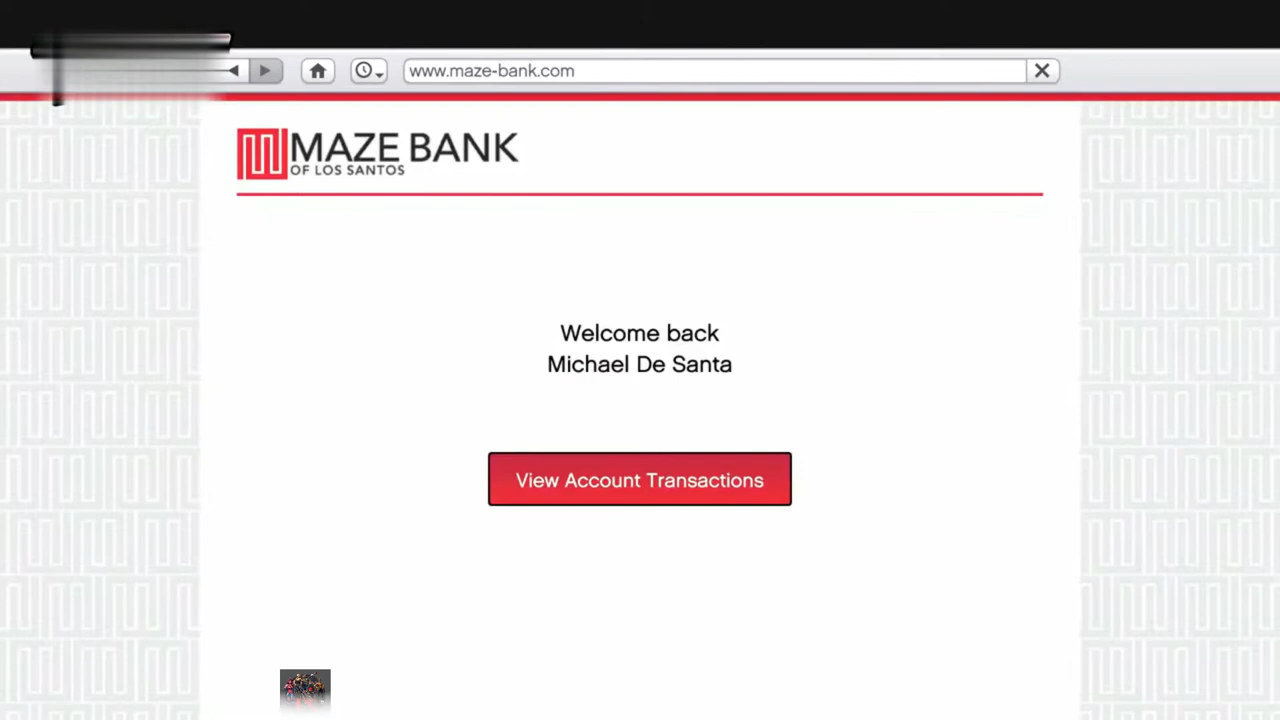 www.maze-bank.com
MAZE BANK
OF LOS SANTOS
Welcome back
Michael De Santa
View Account Transactions